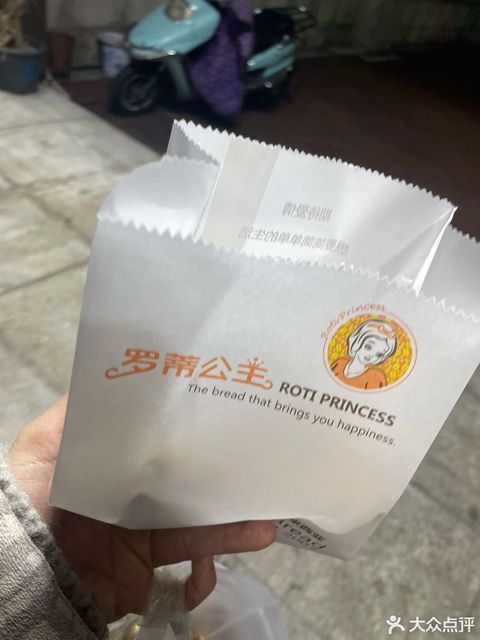 Roti Princess
罗蒂公主 ROTI PRINCESS
The bread that brings you happiness.
大众点评